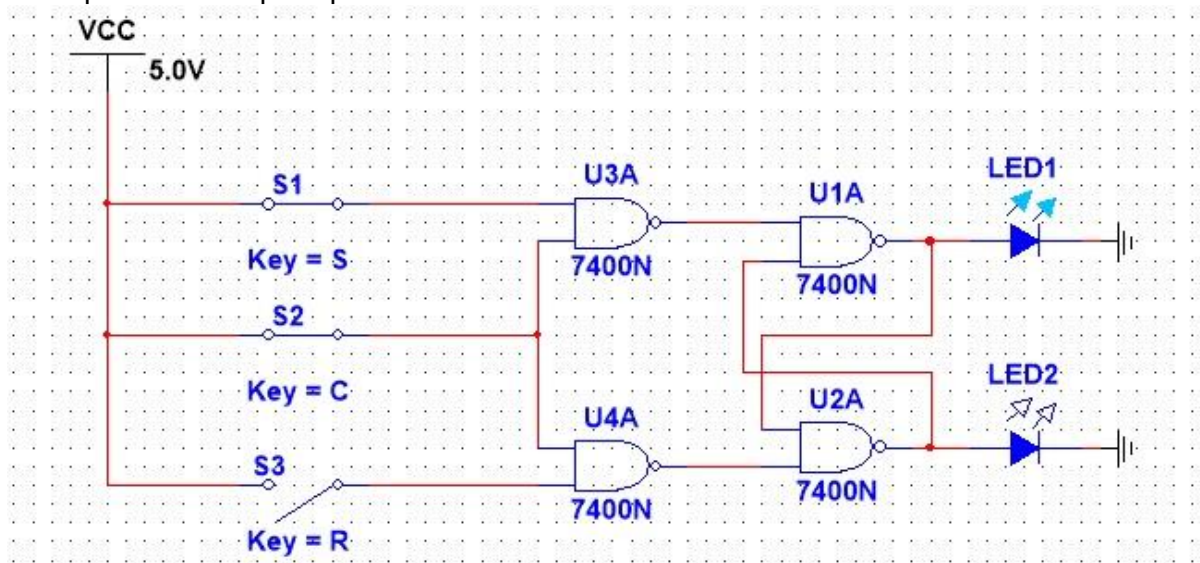 VCC
5.0V
S1
Key = S
S2
Key = C
S3
Key = R
U3A
7400N
U4A
7400N
U1A
7400N
U2A
7400N
LED1
LED2